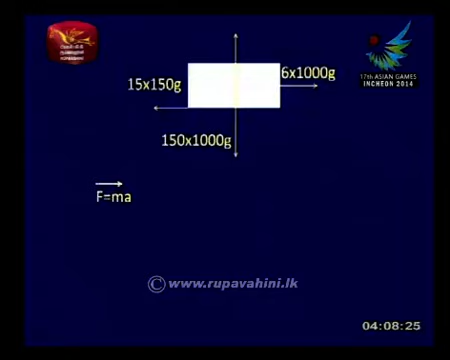 17th ASIAN GAMES
INCHEON 2014
6x1000g
15x150g
150x1000g
F=ma
© www.rupavahini.lk
04:08:25